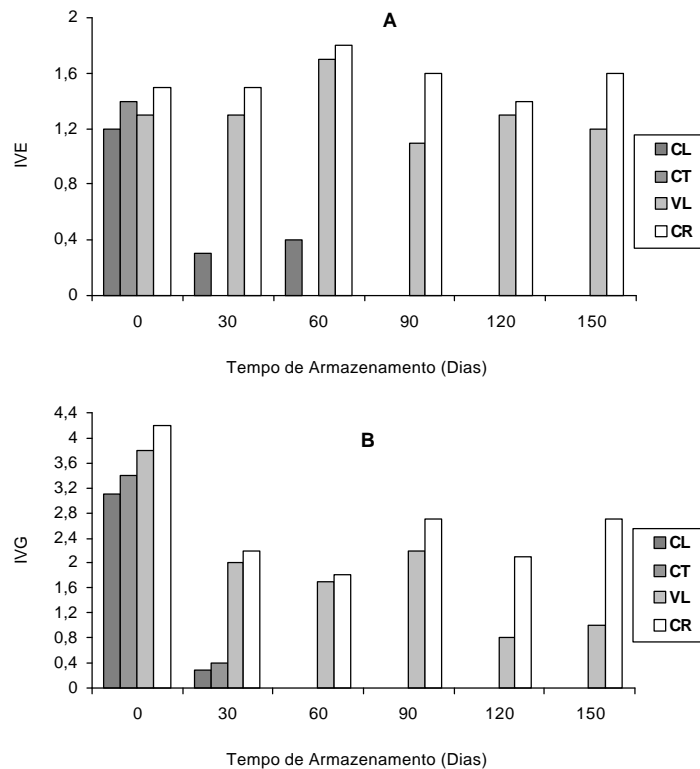 A
2
1,6
1,2
0,8
0,4
0
IVE
0 30 60 90 120 150
Tempo de Armazenamento (Dias)
CL
CT
VL
CR
B
4,4
4
3,6
3,2
2,8
2,4
2
1,6
1,2
0,8
0,4
0
IVG
0 30 60 90 120 150
Tempo de Armazenamento (Dias)
CL
CT
VL
CR